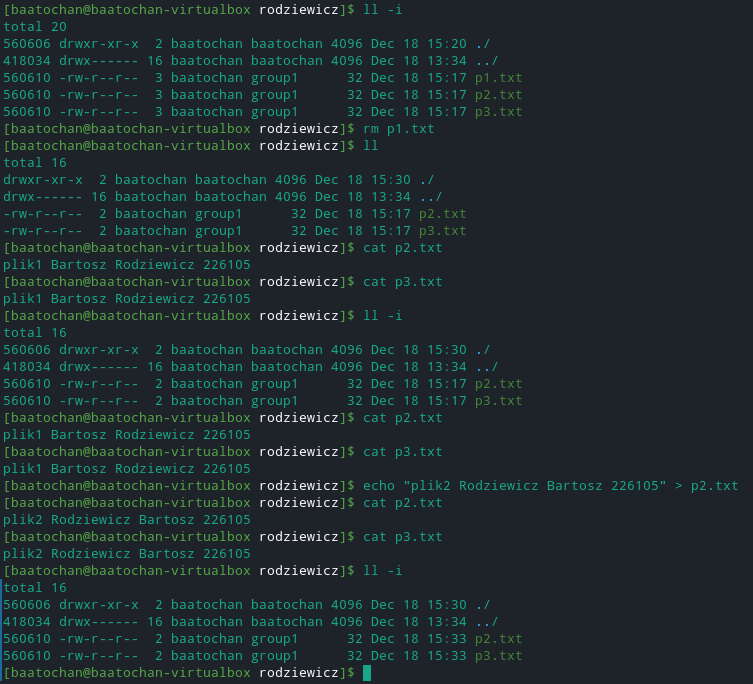 [baatochan@baatochan-virtualbox rodziewicz]$ ll -i
total 20
560606 drwxr-xr-x  2 baatochan baatochan 4096 Dec 18 15:20 ./
418034 drwx------ 16 baatochan baatochan 4096 Dec 18 13:34 ../
560610 -rw-r--r--  3 baatochan group1      32 Dec 18 15:17 p1.txt
560610 -rw-r--r--  3 baatochan group1      32 Dec 18 15:17 p2.txt
560610 -rw-r--r--  3 baatochan group1      32 Dec 18 15:17 p3.txt
[baatochan@baatochan-virtualbox rodziewicz]$ rm p1.txt
[baatochan@baatochan-virtualbox rodziewicz]$ ll
total 16
drwxr-xr-x  2 baatochan baatochan 4096 Dec 18 15:30 ./
drwx------ 16 baatochan baatochan 4096 Dec 18 13:34 ../
-rw-r--r--  2 baatochan group1      32 Dec 18 15:17 p2.txt
-rw-r--r--  2 baatochan group1      32 Dec 18 15:17 p3.txt
[baatochan@baatochan-virtualbox rodziewicz]$ cat p2.txt
plik1 Bartosz Rodziewicz 226105
[baatochan@baatochan-virtualbox rodziewicz]$ cat p3.txt
plik1 Bartosz Rodziewicz 226105
[baatochan@baatochan-virtualbox rodziewicz]$ ll -i
total 16
560606 drwxr-xr-x  2 baatochan baatochan 4096 Dec 18 15:30 ./
418034 drwx------ 16 baatochan baatochan 4096 Dec 18 13:34 ../
560610 -rw-r--r--  2 baatochan group1      32 Dec 18 15:17 p2.txt
560610 -rw-r--r--  2 baatochan group1      32 Dec 18 15:17 p3.txt
[baatochan@baatochan-virtualbox rodziewicz]$ cat p2.txt
plik1 Bartosz Rodziewicz 226105
[baatochan@baatochan-virtualbox rodziewicz]$ cat p3.txt
plik1 Bartosz Rodziewicz 226105
[baatochan@baatochan-virtualbox rodziewicz]$ echo "plik2 Rodziewicz Bartosz 226105" > p2.txt
[baatochan@baatochan-virtualbox rodziewicz]$ cat p2.txt
plik2 Rodziewicz Bartosz 226105
[baatochan@baatochan-virtualbox rodziewicz]$ cat p3.txt
plik2 Rodziewicz Bartosz 226105
[baatochan@baatochan-virtualbox rodziewicz]$ ll -i
total 16
560606 drwxr-xr-x  2 baatochan baatochan 4096 Dec 18 15:30 ./
418034 drwx------ 16 baatochan baatochan 4096 Dec 18 13:34 ../
560610 -rw-r--r--  2 baatochan group1      32 Dec 18 15:33 p2.txt
560610 -rw-r--r--  2 baatochan group1      32 Dec 18 15:33 p3.txt
[baatochan@baatochan-virtualbox rodziewicz]$